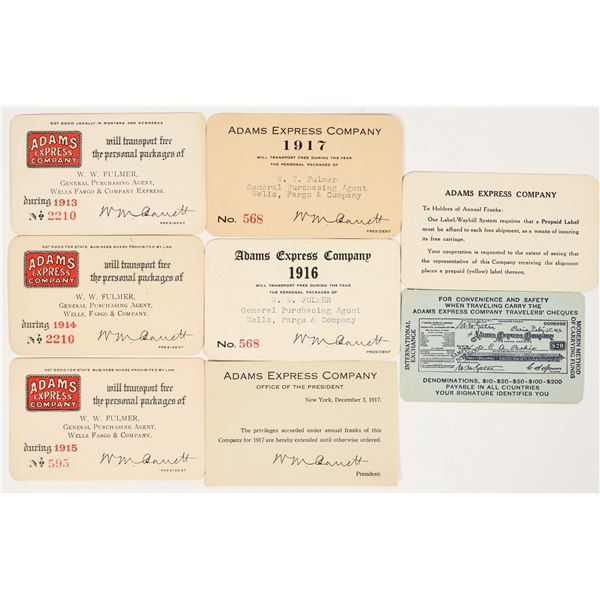 NOT GOOD LOCALLY IN MONTANA AND NEBRASKA
ADAMS
EXPRESS
COMPANY
will transport free
the personal packages of
W. W. FULMER,
GENERAL PURCHASING AGENT,
WELLS FARGO & COMPANY EXPRESS.
during 1913
No 2210
W M Barrett
PRESIDENT
NOT GOOD FOR STATE BUSINESS WHERE PROHIBITED BY LAW
ADAMS
EXPRESS
COMPANY
will transport free
the personal packages of
W. W. FULMER,
GENERAL PURCHASING AGENT,
WELLS FARGO & COMPANY.
during 1914
No 2210
W M Barrett
PRESIDENT
NOT GOOD FOR STATE BUSINESS WHERE PROHIBITED BY LAW
ADAMS
EXPRESS
COMPANY
will transport free
the personal packages of
W. W. FULMER,
GENERAL PURCHASING AGENT,
WELLS FARGO & COMPANY.
during 1915
No 595
W M Barrett
PRESIDENT
ADAMS EXPRESS COMPANY
1917
WILL TRANSPORT FREE DURING THE YEAR
THE PERSONAL PACKAGES OF
W. W. Fulmer
General Purchasing Agent
Wells, Fargo & Company
No. 568
W M Barrett
PRESIDENT
Adams Express Company
1916
WILL TRANSPORT FREE DURING THE YEAR
THE PERSONAL PACKAGES OF
W. W. FULMER
General Purchasing Agent
Wells, Fargo & Company
No. 568
W M Barrett
PRESIDENT
ADAMS EXPRESS COMPANY
OFFICE OF THE PRESIDENT
New York, December 3, 1917.
The privileges accorded under annual franks of this
Company for 1917 are hereby extended until otherwise ordered.
W M Barrett
President.
ADAMS EXPRESS COMPANY
To Holders of Annual Franks:
Our Label-Waybill System requires that a Prepaid Label
must be affixed to each free shipment, as a means of insuring
its free carriage.
Your cooperation is requested to the extent of seeing that
the representative of this Company receiving the shipment
places a prepaid (yellow) label thereon.
FOR CONVENIENCE AND SAFETY
WHEN TRAVELING CARRY THE
ADAMS EXPRESS COMPANY TRAVELERS' CHEQUES
INTERNATIONAL
EXCHANGE
0000000
Adams Express Company
$20
MODERN METHOD
OF CARRYING FUNDS
DENOMINATIONS, $10-$20-$50-$100-$200
PAYABLE IN ALL COUNTRIES
YOUR SIGNATURE IDENTIFIES YOU